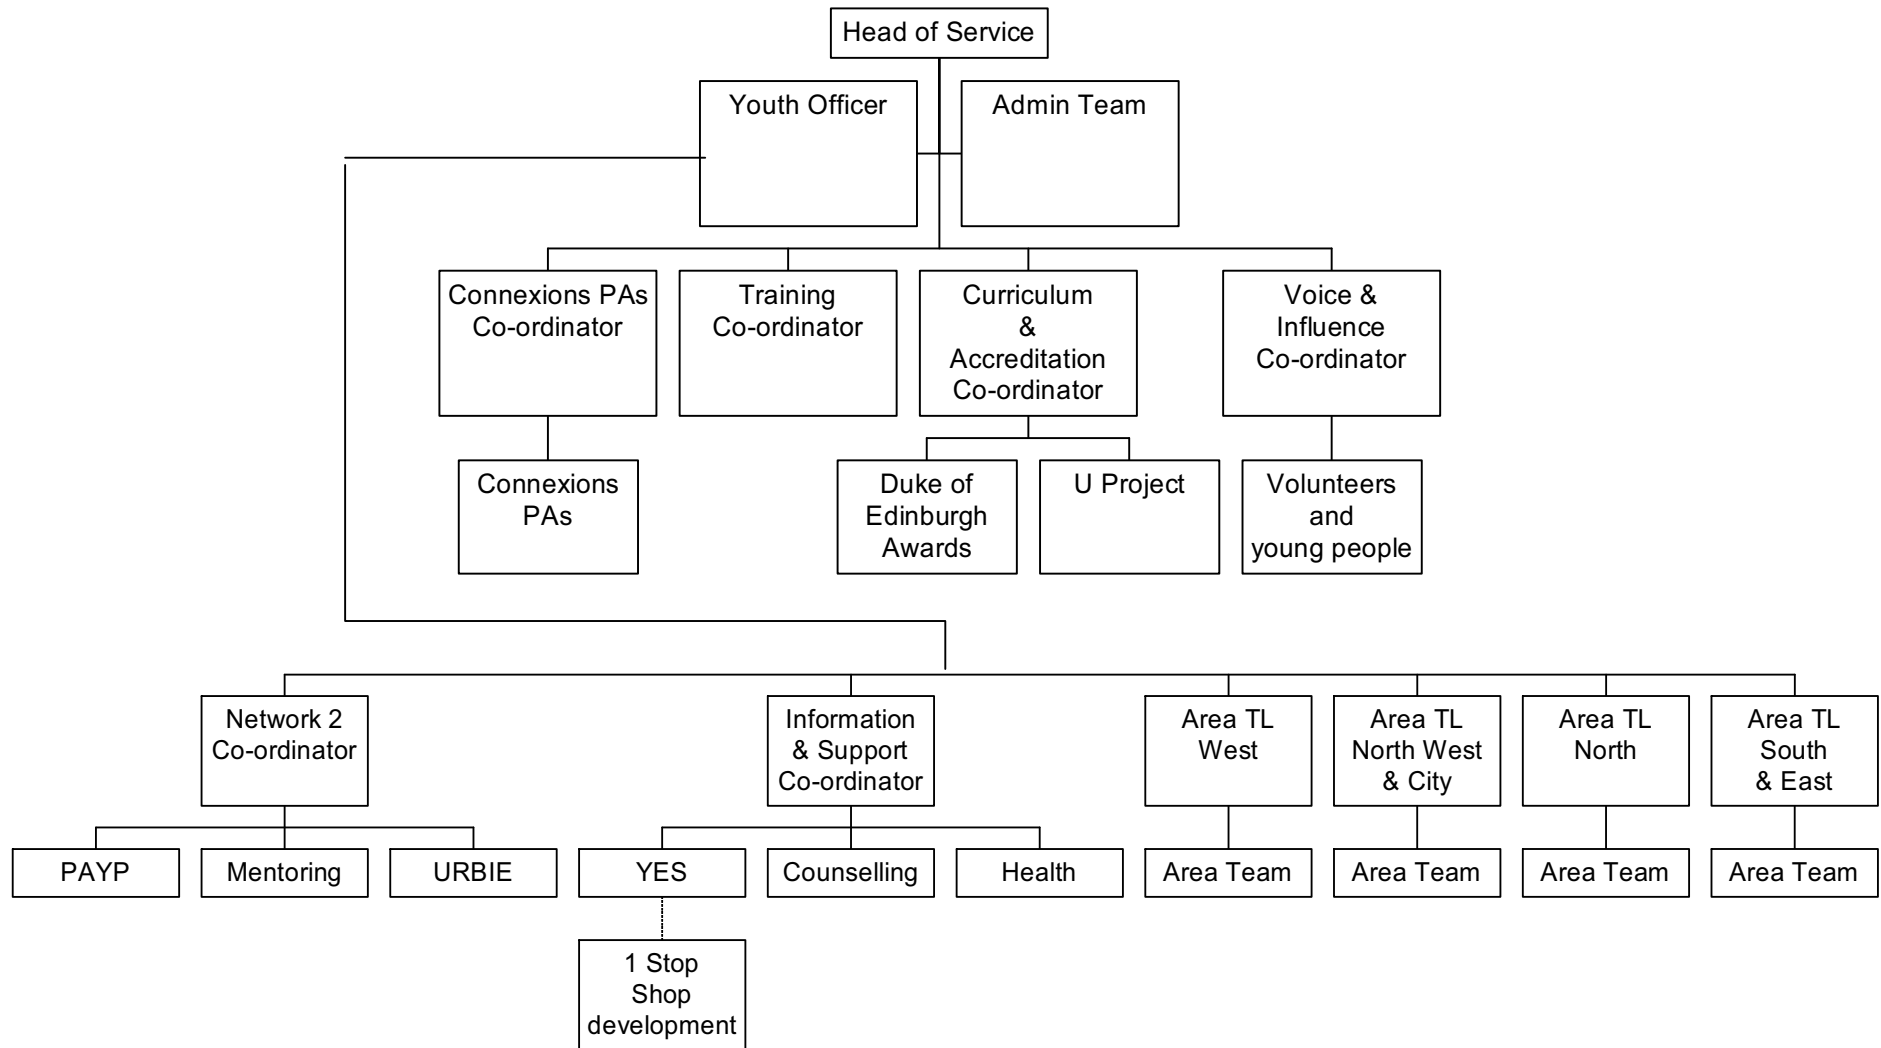 Head of Service
Youth Officer
Admin Team
Connexions PAs
Co-ordinator
Training
Co-ordinator
Curriculum
&
Accreditation
Co-ordinator
Voice &
Influence
Co-ordinator
Connexions
PAs
Duke of
Edinburgh
Awards
U Project
Volunteers
and
young people
Network 2
Co-ordinator
Information
& Support
Co-ordinator
Area TL
West
Area TL
North West
& City
Area TL
North
Area TL
South
& East
PAYP
Mentoring
URBIE
YES
Counselling
Health
Area Team
Area Team
Area Team
Area Team
1 Stop
Shop
development